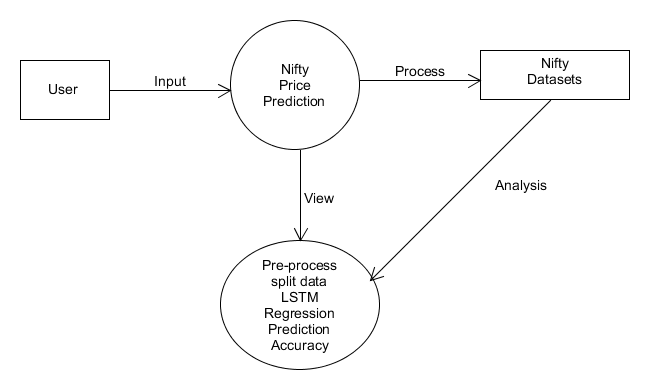 User
Input
Nifty
Price
Prediction
Process
Nifty
Datasets
View
Analysis
Pre-process
split data
LSTM
Regression
Prediction
Accuracy